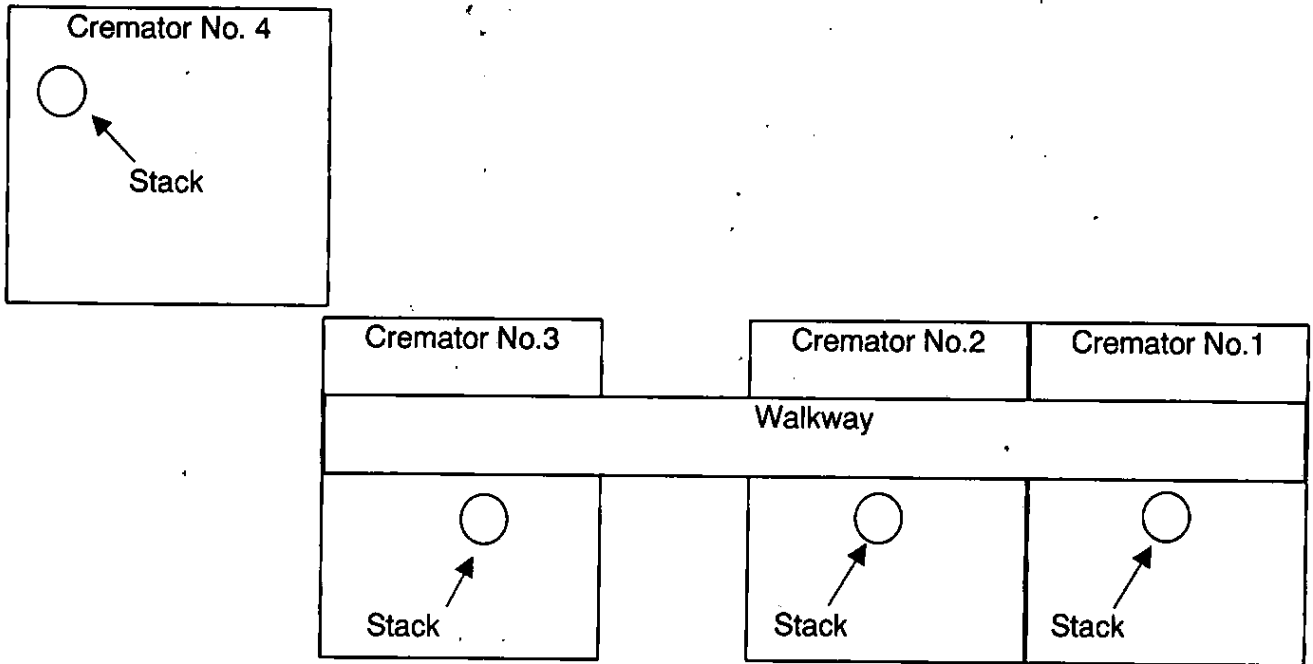 Cremator No. 4
Stack
Cremator No.3
Cremator No.2
Cremator No.1
Walkway
Stack
Stack
Stack